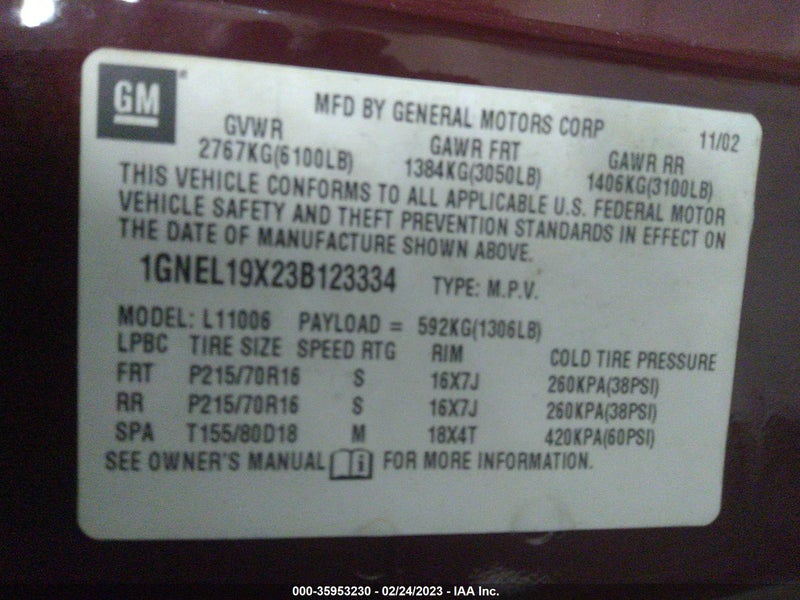 GM
MFD BY GENERAL MOTORS CORP 11/02
GVWR GAWR FRT GAWR RR
2767KG(6100LB) 1384KG(3050LB) 1406KG(3100LB)
THIS VEHICLE CONFORMS TO ALL APPLICABLE U.S. FEDERAL MOTOR
VEHICLE SAFETY AND THEFT PREVENTION STANDARDS IN EFFECT ON
THE DATE OF MANUFACTURE SHOWN ABOVE.
1GNEL19X23B123334 TYPE: M.P.V.
MODEL: L11006 PAYLOAD = 592KG(1306LB)
LPBC TIRE SIZE SPEED RTG RIM COLD TIRE PRESSURE
FRT P215/70R16 S 16X7J 260KPA(38PSI)
RR P215/70R16 S 16X7J 260KPA(38PSI)
SPA T155/80D18 M 18X4T 420KPA(60PSI)
SEE OWNER'S MANUAL i FOR MORE INFORMATION.
000-35953230 - 02/24/2023 - IAA Inc.